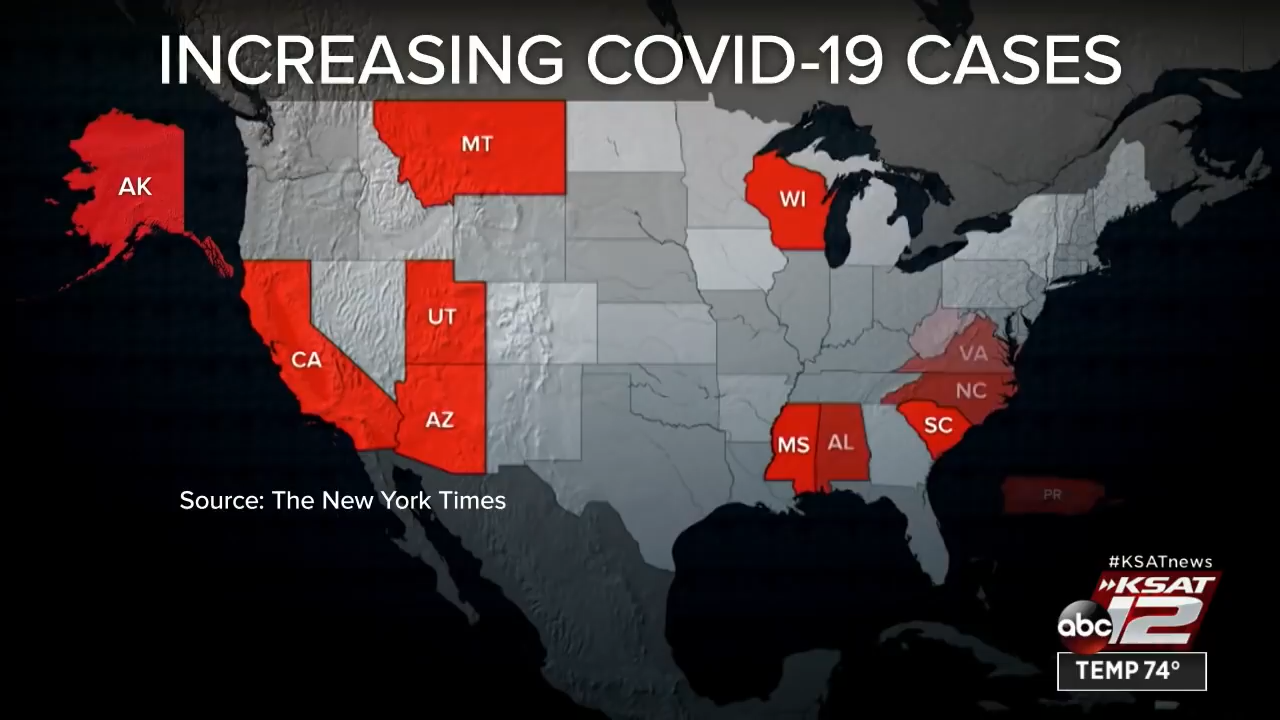 INCREASING COVID-19 CASES
MT
AK
WI
UT
CA
VA
NC
AZ
SC
MS
AL
PR
Source: The New York Times
#KSATnews
KSAT
abc 12
TEMP 74°